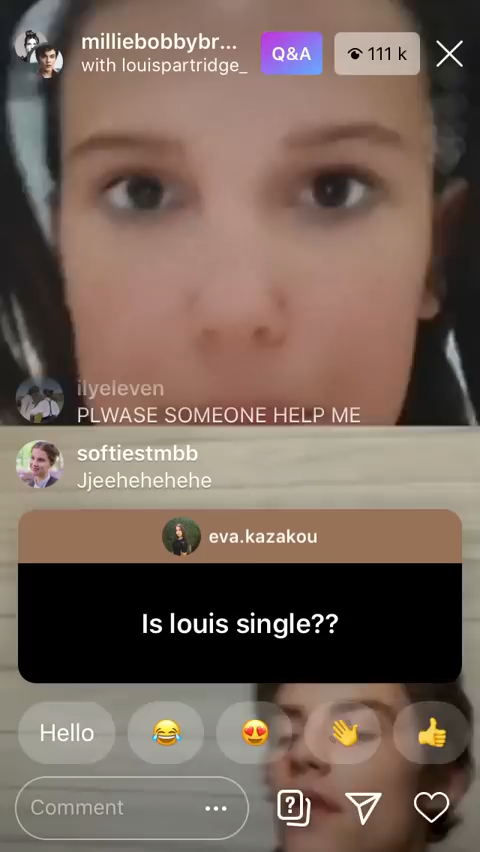 milliebobbybr...
with louispartridge_
Q&A
111 k
ilyeleven
PLWASE SOMEONE HELP ME
softiestmbb
Jjeehehehehe
eva.kazakou
Is louis single??
Hello
Comment